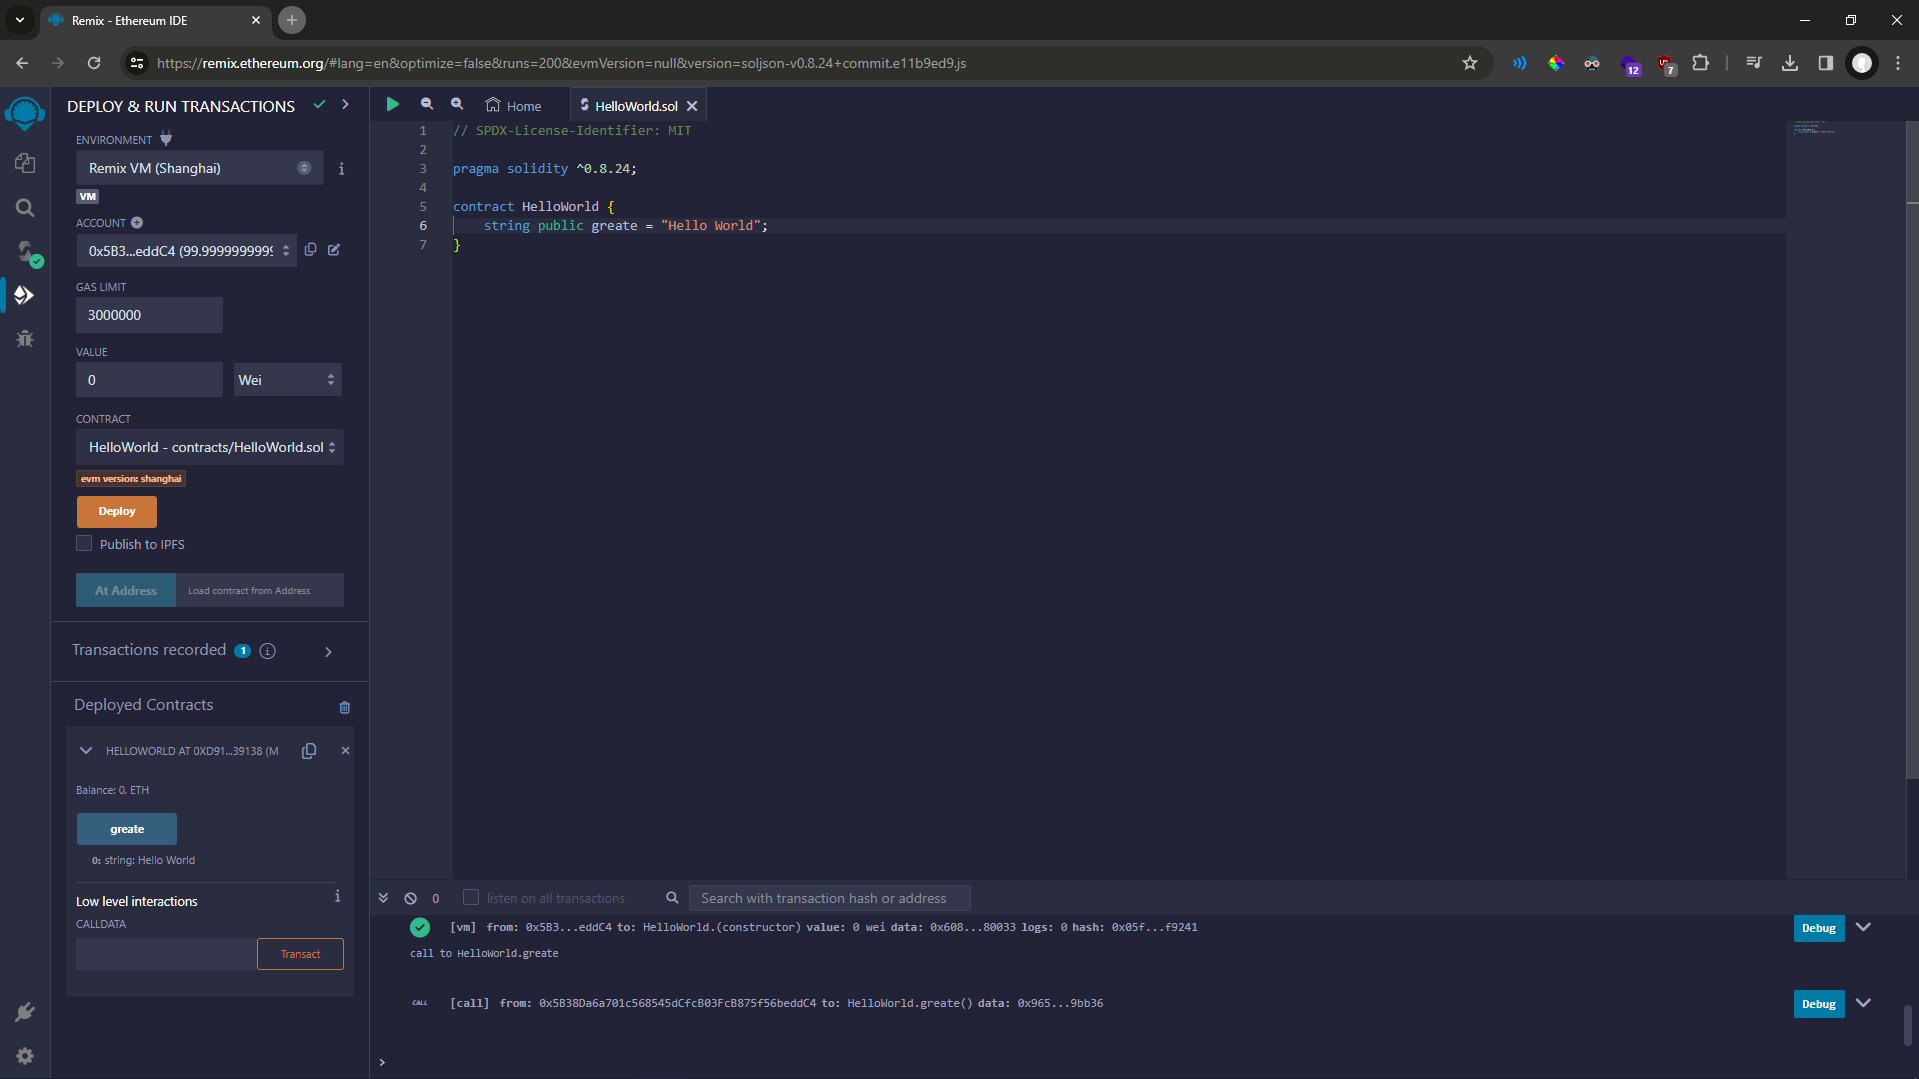 Remix - Ethereum IDE
https://remix.ethereum.org/#lang=en&optimize=false&runs=200&evmVersion=null&version=soljson-v0.8.24+commit.e11b9ed9.js
12
7
DEPLOY & RUN TRANSACTIONS
ENVIRONMENT
Remix VM (Shanghai)
VM
ACCOUNT
0x5B3...eddC4 (99.9999999999
GAS LIMIT
3000000
VALUE
0
Wei
CONTRACT
HelloWorld - contracts/HelloWorld.sol
evm version: shanghai
Deploy
Publish to IPFS
At Address
Load contract from Address
Transactions recorded 1
Deployed Contracts
HELLOWORLD AT 0XD91...39138 (M
Balance: 0. ETH
greate
0: string: Hello World
Low level interactions
CALLDATA
Transact
Home
HelloWorld.sol
1 // SPDX-License-Identifier: MIT
2
3 pragma solidity ^0.8.24;
4
5 contract HelloWorld {
6 string public greate = "Hello World";
7 }
0
listen on all transactions
Search with transaction hash or address
[vm] from: 0x5B3...eddC4 to: HelloWorld.(constructor) value: 0 wei data: 0x608...80033 logs: 0 hash: 0x05f...f9241
Debug
call to HelloWorld.greate
CALL
[call] from: 0x5B38Da6a701c568545dCfcB03FcB875f56beddC4 to: HelloWorld.greate() data: 0x965...9bb36
Debug
>